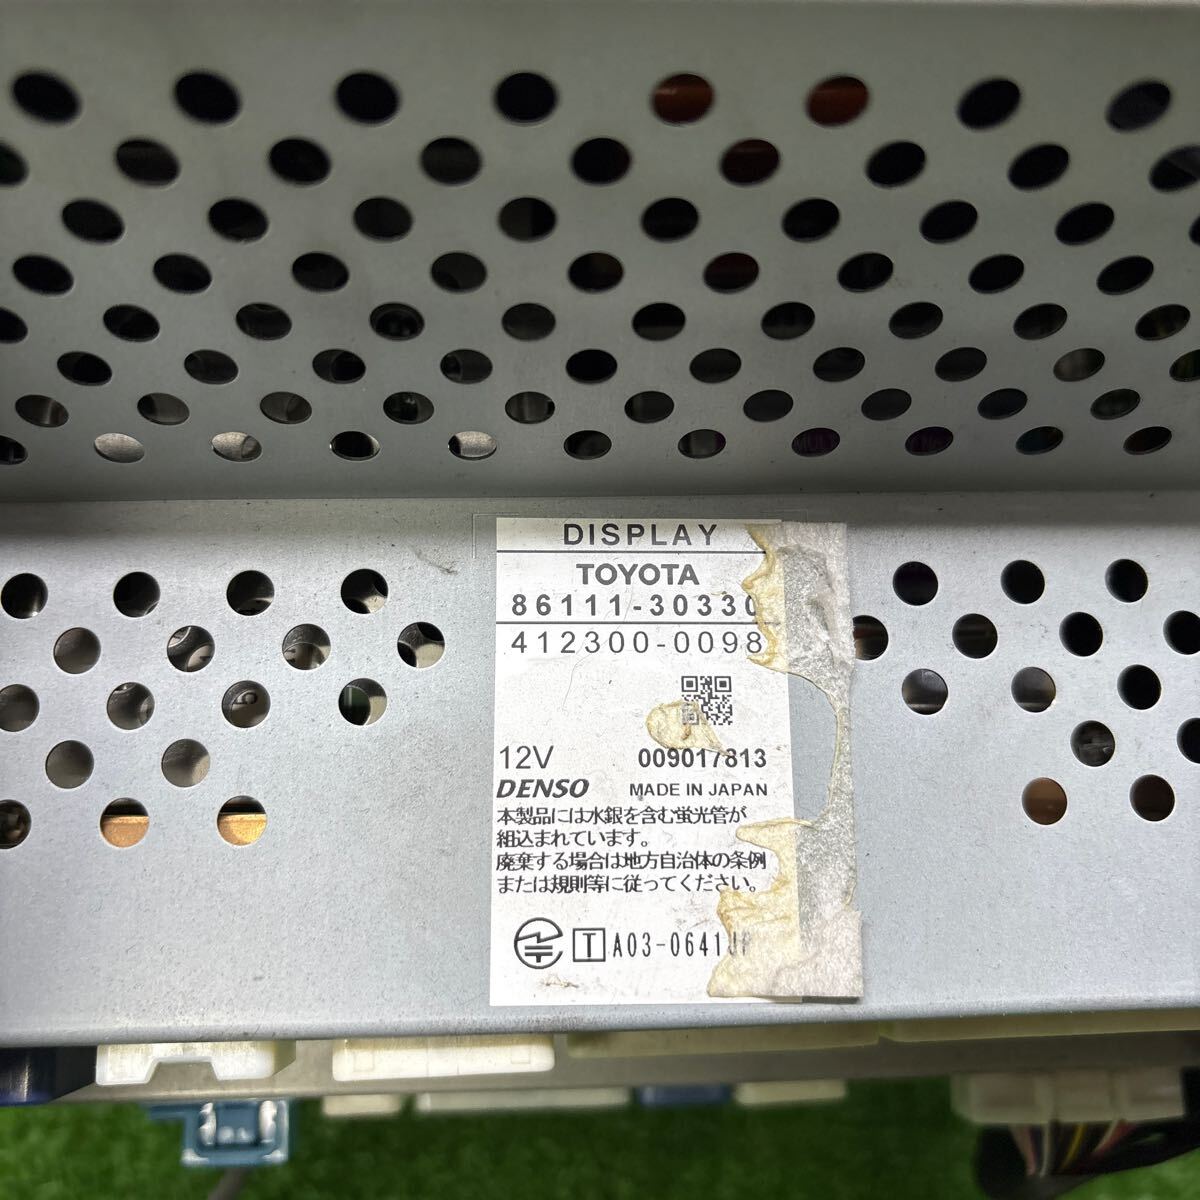 DISPLAY
TOYOTA
86111-30330
412300-0098
12V 009017813
DENSO MADE IN JAPAN
本製品には水銀を含む蛍光管が
組込まれています。
廃棄する場合は地方自治体の条例
または規則等に従ってください。
T A03-0641JP